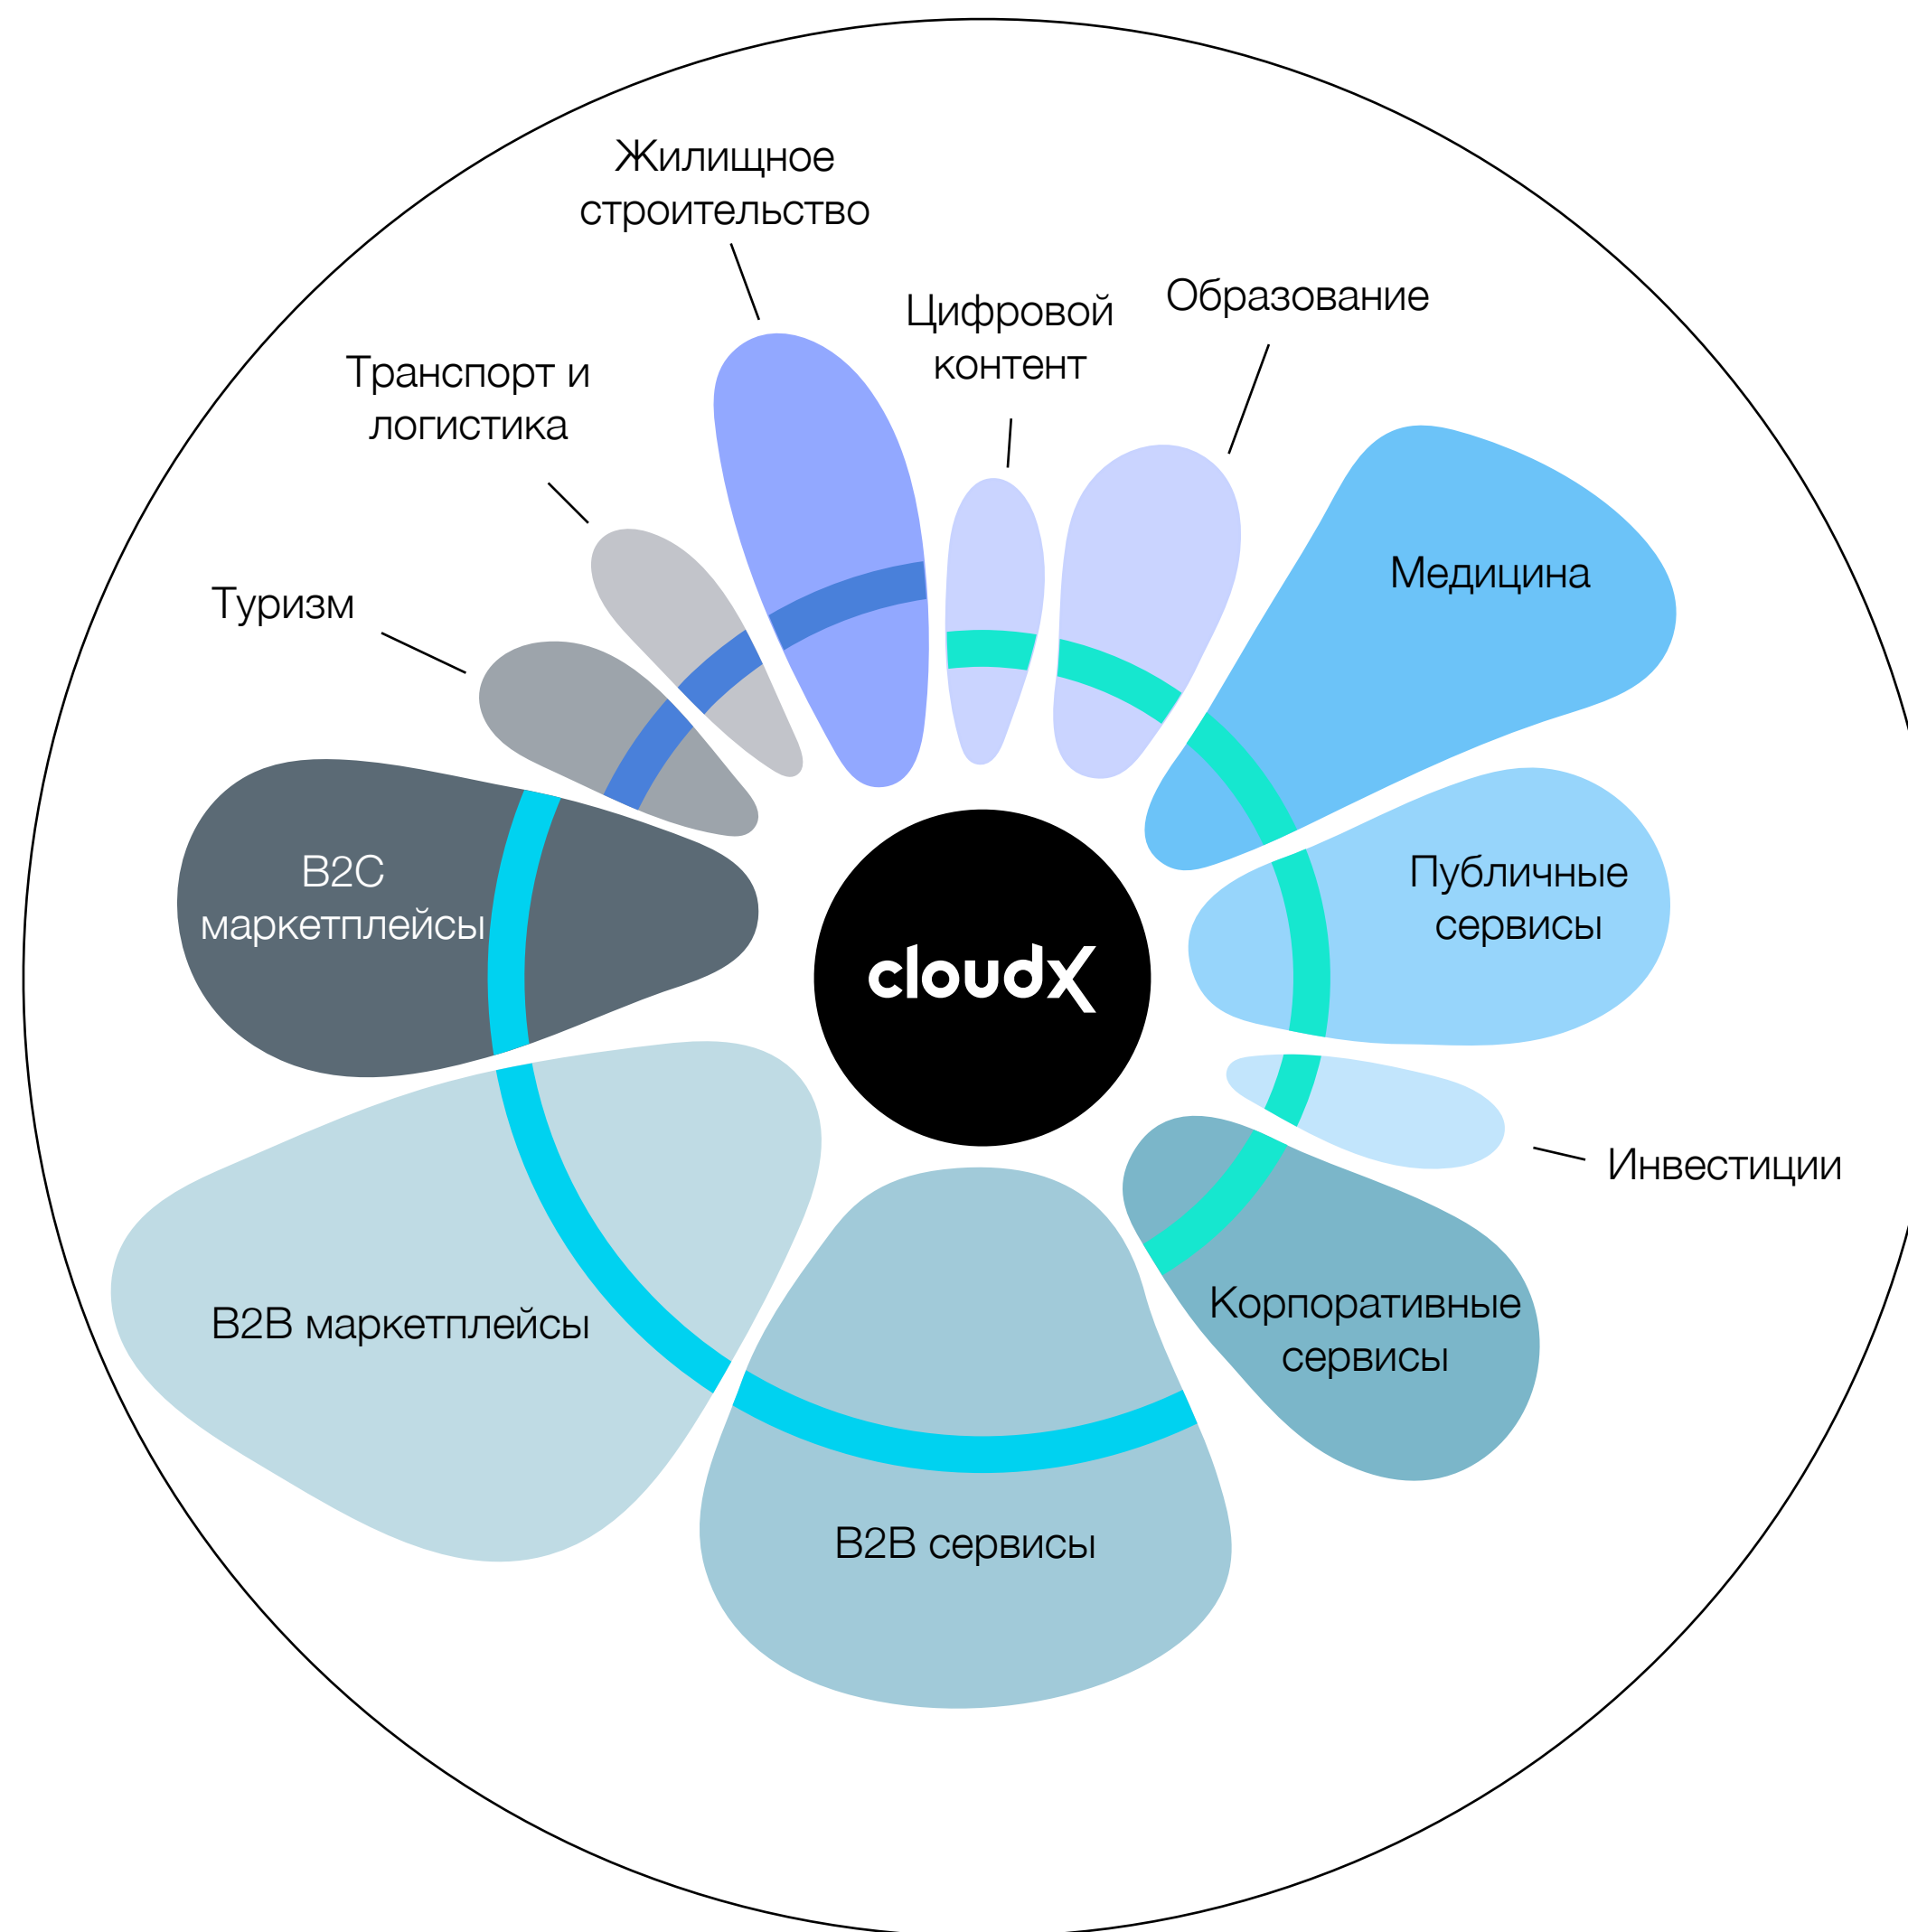 Жилищное
строительство
Цифровой
контент
Образование
Транспорт и
логистика
Медицина
Туризм
B2C
маркетплейсы
Публичные
сервисы
cloudx
Инвестиции
B2B маркетплейсы
Корпоративные
сервисы
B2B сервисы